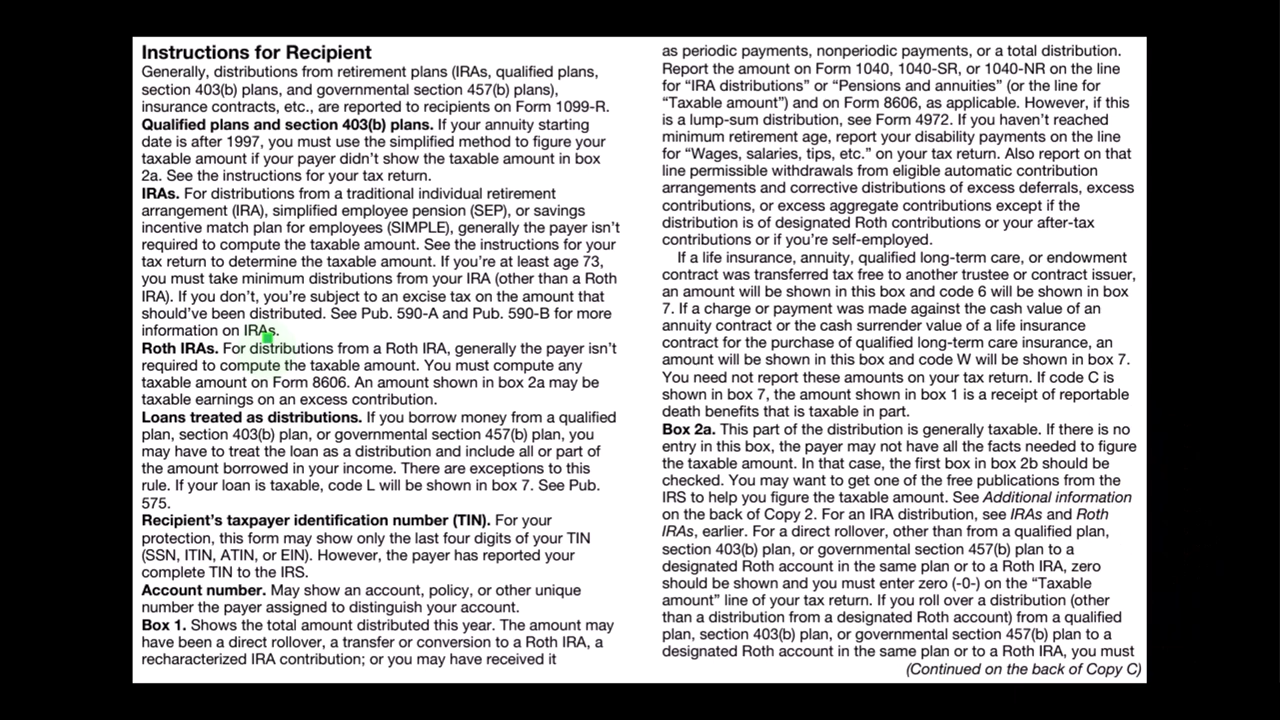 Instructions for Recipient
Generally, distributions from retirement plans (IRAs, qualified plans,
section 403(b) plans, and governmental section 457(b) plans),
insurance contracts, etc., are reported to recipients on Form 1099-R.
Qualified plans and section 403(b) plans. If your annuity starting
date is after 1997, you must use the simplified method to figure your
taxable amount if your payer didn’t show the taxable amount in box
2a. See the instructions for your tax return.
IRAs. For distributions from a traditional individual retirement
arrangement (IRA), simplified employee pension (SEP), or savings
incentive match plan for employees (SIMPLE), generally the payer isn’t
required to compute the taxable amount. See the instructions for your
tax return to determine the taxable amount. If you’re at least age 73,
you must take minimum distributions from your IRA (other than a Roth
IRA). If you don’t, you’re subject to an excise tax on the amount that
should’ve been distributed. See Pub. 590-A and Pub. 590-B for more
information on IRAs.
Roth IRAs. For distributions from a Roth IRA, generally the payer isn’t
required to compute the taxable amount. You must compute any
taxable amount on Form 8606. An amount shown in box 2a may be
taxable earnings on an excess contribution.
Loans treated as distributions. If you borrow money from a qualified
plan, section 403(b) plan, or governmental section 457(b) plan, you
may have to treat the loan as a distribution and include all or part of
the amount borrowed in your income. There are exceptions to this
rule. If your loan is taxable, code L will be shown in box 7. See Pub.
575.
Recipient’s taxpayer identification number (TIN). For your
protection, this form may show only the last four digits of your TIN
(SSN, ITIN, ATIN, or EIN). However, the payer has reported your
complete TIN to the IRS.
Account number. May show an account, policy, or other unique
number the payer assigned to distinguish your account.
Box 1. Shows the total amount distributed this year. The amount may
have been a direct rollover, a transfer or conversion to a Roth IRA, a
recharacterized IRA contribution; or you may have received it
as periodic payments, nonperiodic payments, or a total distribution.
Report the amount on Form 1040, 1040-SR, or 1040-NR on the line
for “IRA distributions” or “Pensions and annuities” (or the line for
“Taxable amount”) and on Form 8606, as applicable. However, if this
is a lump-sum distribution, see Form 4972. If you haven’t reached
minimum retirement age, report your disability payments on the line
for “Wages, salaries, tips, etc.” on your tax return. Also report on that
line permissible withdrawals from eligible automatic contribution
arrangements and corrective distributions of excess deferrals, excess
contributions, or excess aggregate contributions except if the
distribution is of designated Roth contributions or your after-tax
contributions or if you’re self-employed.
If a life insurance, annuity, qualified long-term care, or endowment
contract was transferred tax free to another trustee or contract issuer,
an amount will be shown in this box and code 6 will be shown in box
7. If a charge or payment was made against the cash value of an
annuity contract or the cash surrender value of a life insurance
contract for the purchase of qualified long-term care insurance, an
amount will be shown in this box and code W will be shown in box 7.
You need not report these amounts on your tax return. If code C is
shown in box 7, the amount shown in box 1 is a receipt of reportable
death benefits that is taxable in part.
Box 2a. This part of the distribution is generally taxable. If there is no
entry in this box, the payer may not have all the facts needed to figure
the taxable amount. In that case, the first box in box 2b should be
checked. You may want to get one of the free publications from the
IRS to help you figure the taxable amount. See Additional information
on the back of Copy 2. For an IRA distribution, see IRAs and Roth
IRAs, earlier. For a direct rollover, other than from a qualified plan,
section 403(b) plan, or governmental section 457(b) plan to a
designated Roth account in the same plan or to a Roth IRA, zero
should be shown and you must enter zero (-0-) on the “Taxable
amount” line of your tax return. If you roll over a distribution (other
than a distribution from a designated Roth account) from a qualified
plan, section 403(b) plan, or governmental section 457(b) plan to a
designated Roth account in the same plan or to a Roth IRA, you must
(Continued on the back of Copy C)